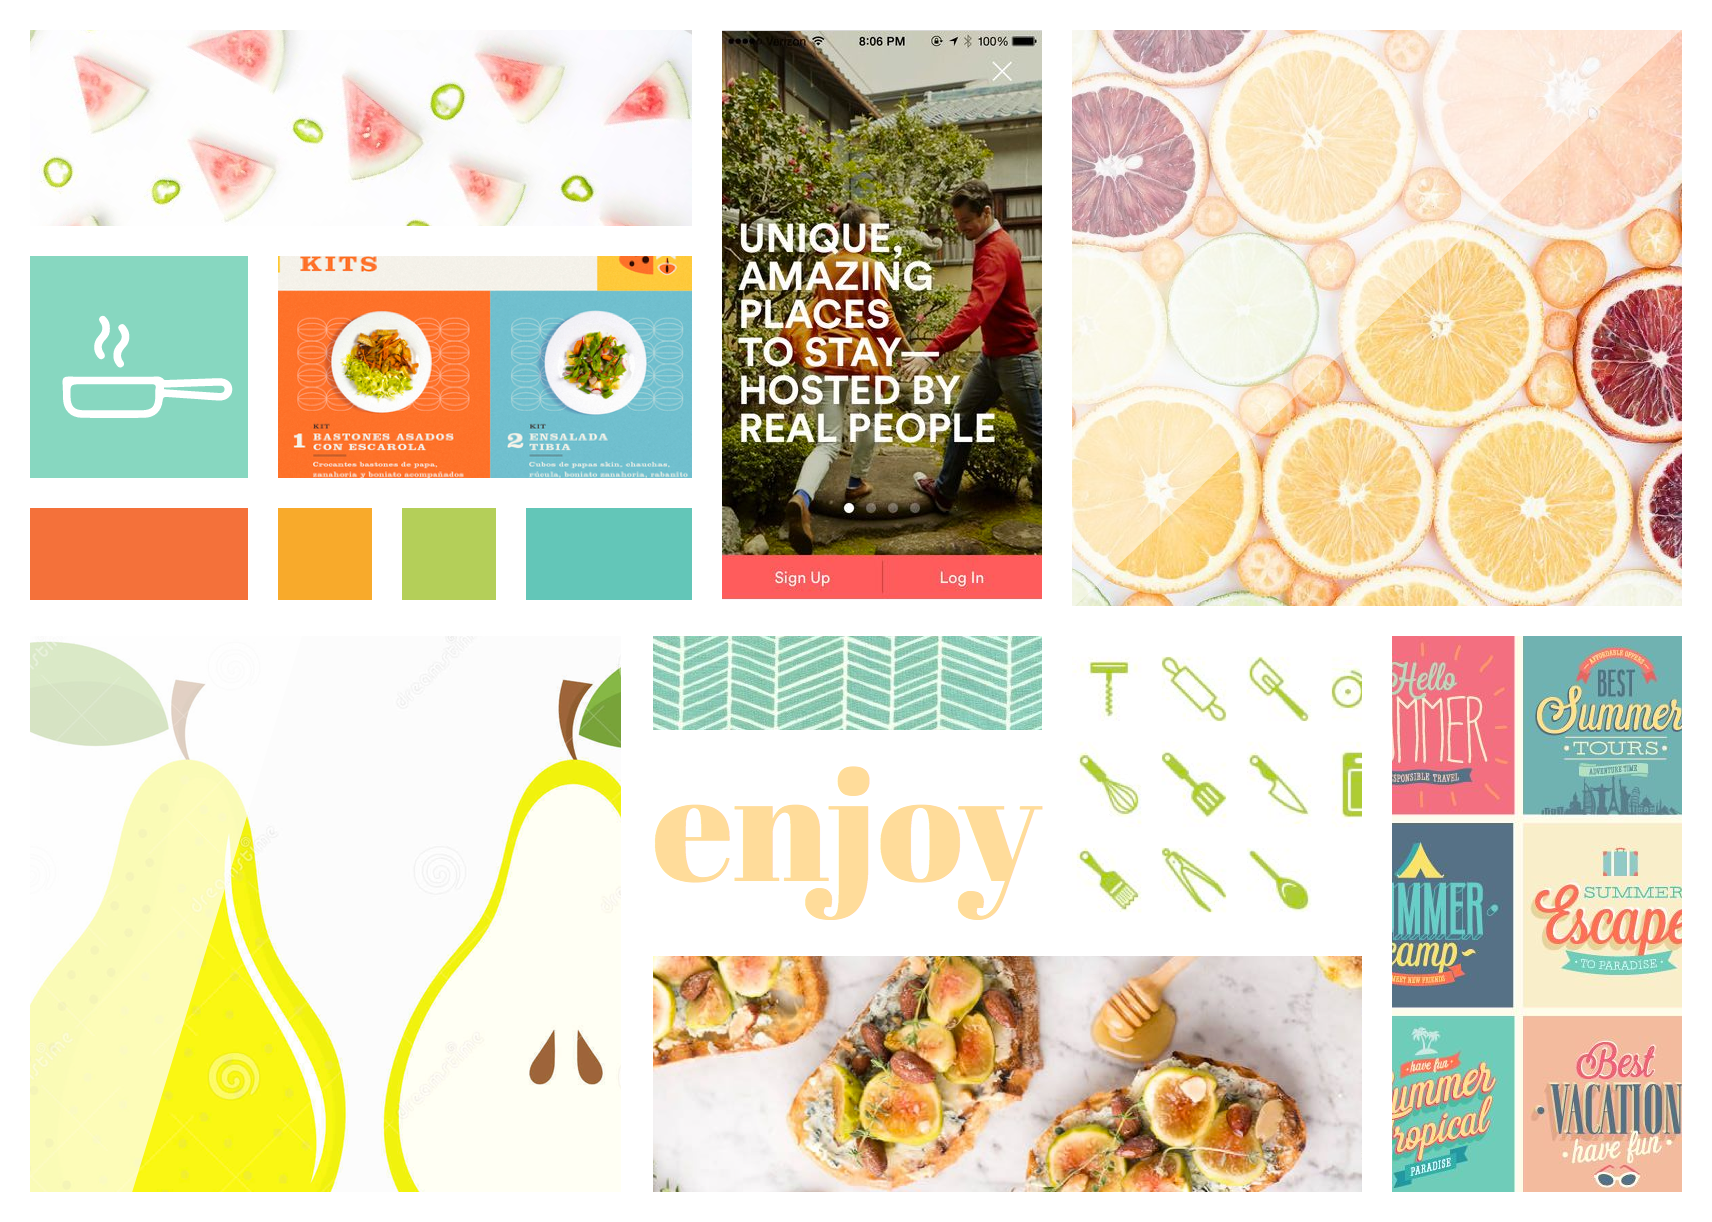 KITS
KIT
1 BASTONES ASADOS
CON ESCAROLA
Crocantes bastones de papa,
zanahoria y boniato acompañados
KIT
2 ENSALADA
TIBIA
Cubos de papas skin, chauchas,
rúcula, boniato zanahoria, rabanito
Verizon 8:06 PM 100%
UNIQUE,
AMAZING
PLACES
TO STAY—
HOSTED BY
REAL PEOPLE
Sign Up Log In
dreamstime
enjoy
Hello
MMER
SPONSIBLE TRAVEL
AFFORDABLE OFFERS
BEST
Summer
TOURS
ADVENTURE TIME
MMER
camp
MEET NEW FRIENDS
SUMMER
Escape
TO PARADISE
have fun
ummer
ropical
PARADISE
Best
VACATION
have fun